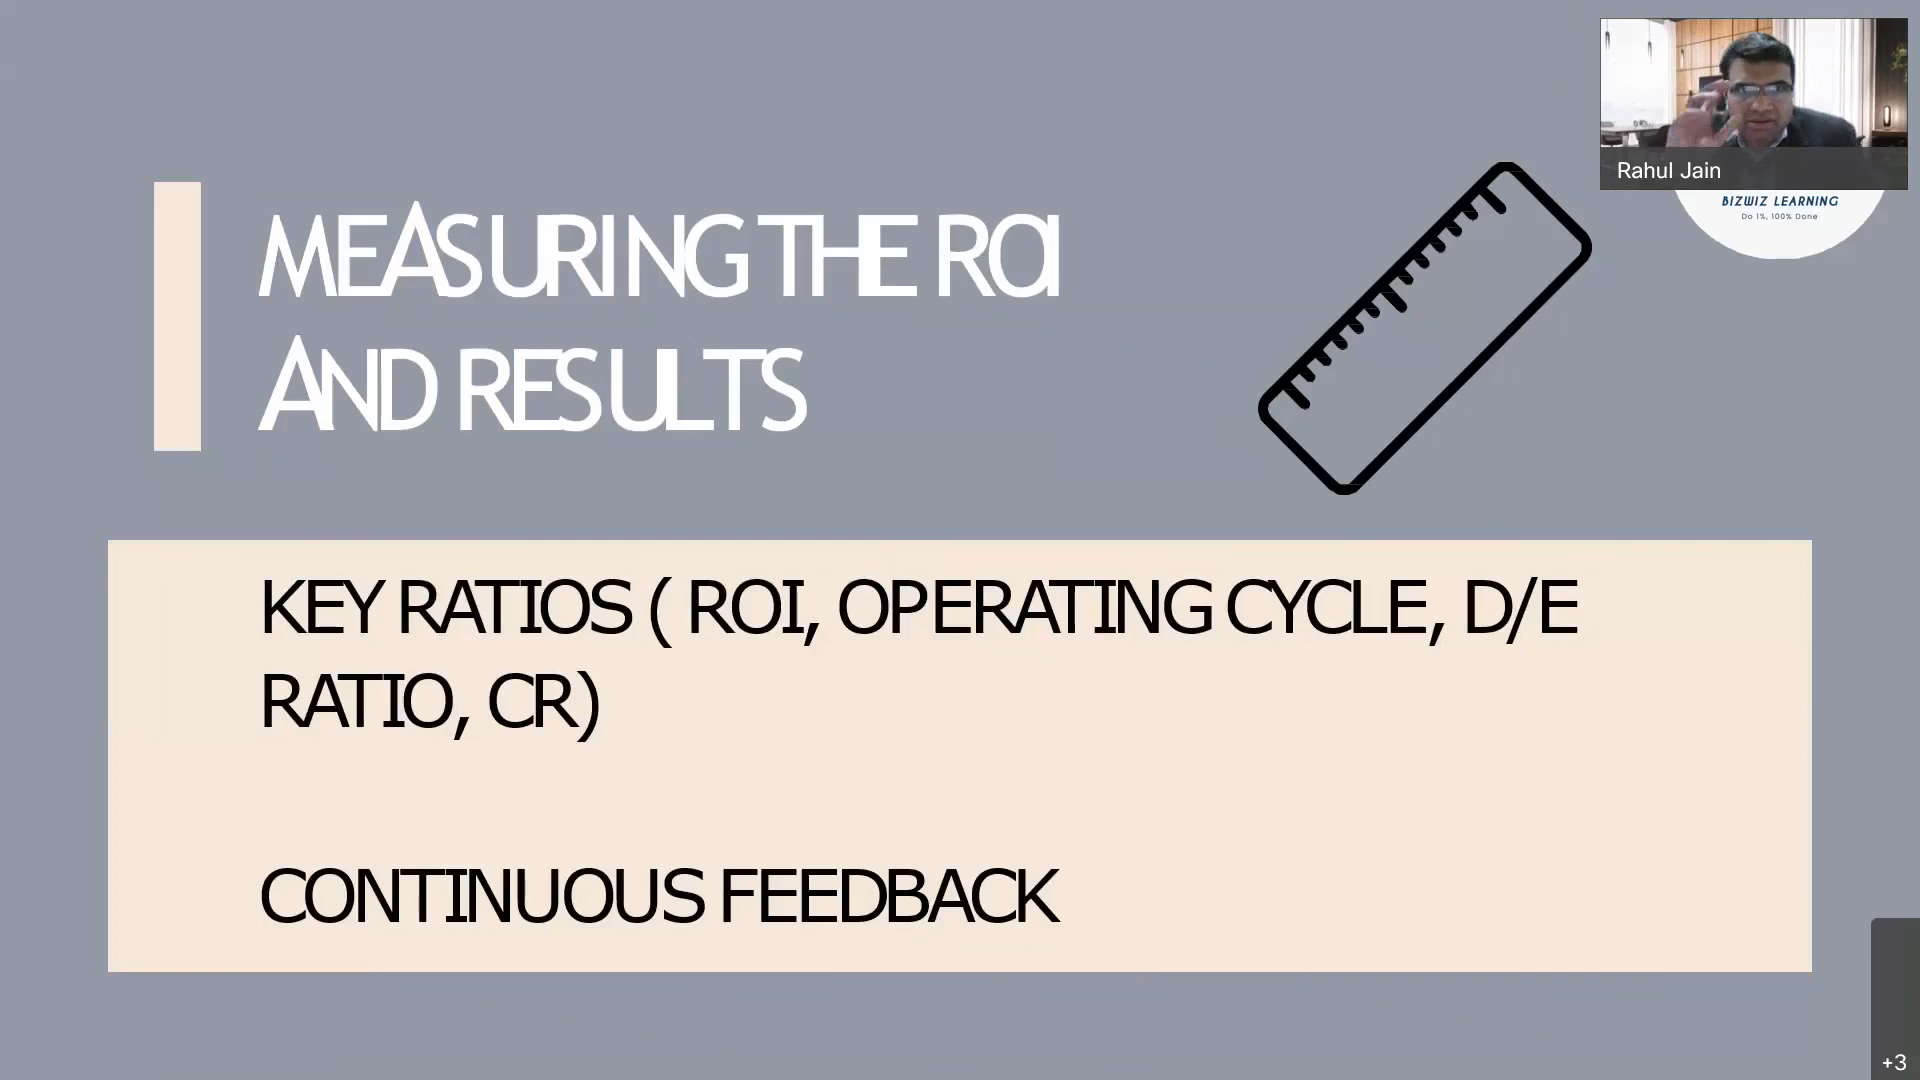 Rahul Jain
BIZWIZ LEARNING
Do 1%, 100% Done
MEASURING THE ROI
AND RESULTS
KEY RATIOS ( ROI, OPERATING CYCLE, D/E
RATIO, CR)
CONTINUOUS FEEDBACK
+3